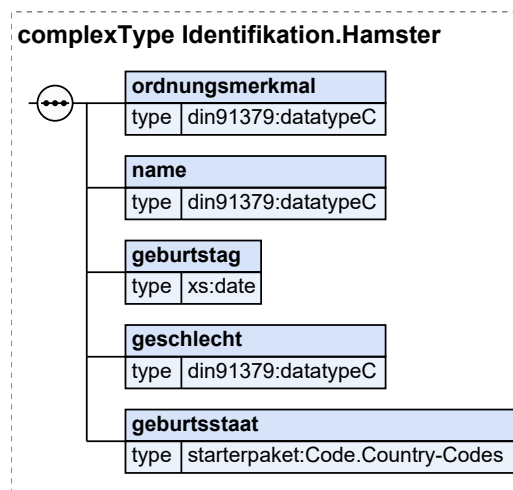 complexType Identifikation.Hamster
ordnungsmerkmal
type din91379:datatypeC
name
type din91379:datatypeC
geburtstag
type xs:date
geschlecht
type din91379:datatypeC
geburtsstaat
type starterpaket:Code.Country-Codes